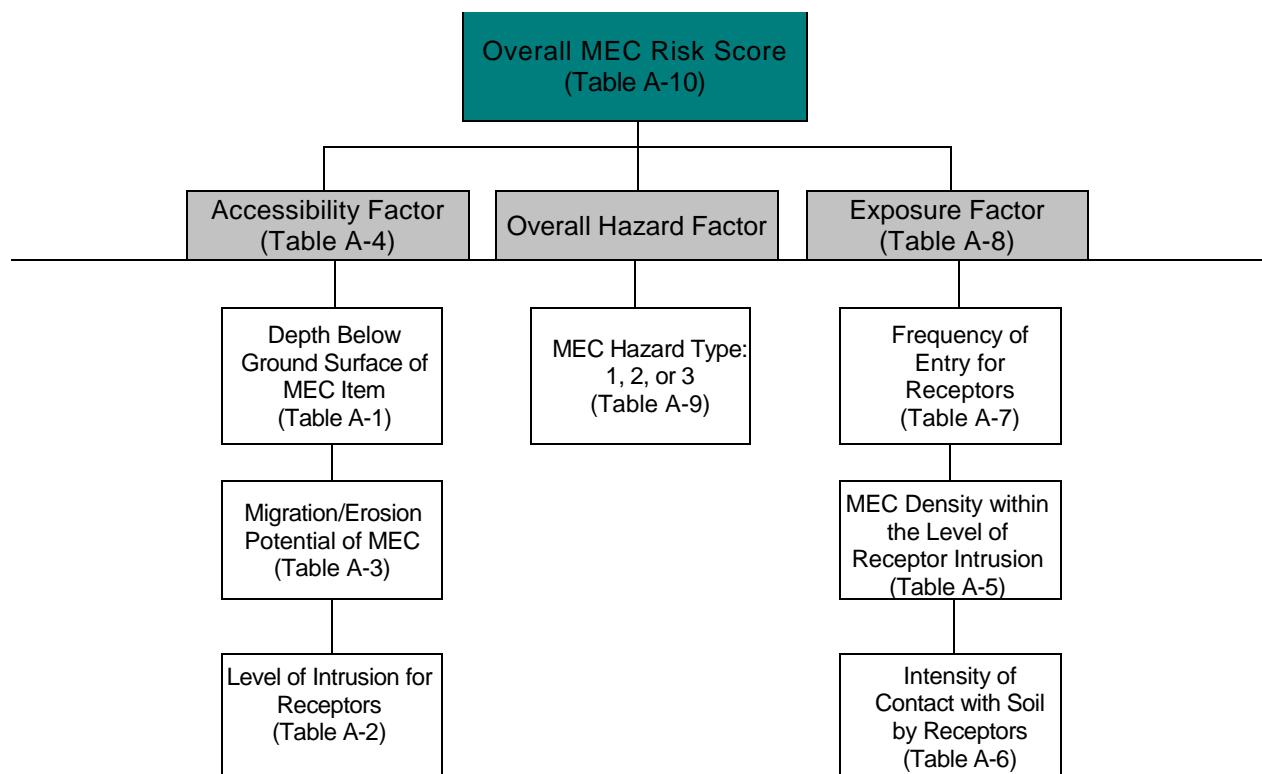 Overall MEC Risk Score
(Table A-10)
Accessibility Factor
(Table A-4)
Overall Hazard Factor
Exposure Factor
(Table A-8)
Depth Below
Ground Surface of
MEC Item
(Table A-1)
MEC Hazard Type:
1, 2, or 3
(Table A-9)
Frequency of
Entry for
Receptors
(Table A-7)
Migration/Erosion
Potential of MEC
(Table A-3)
MEC Density within
the Level of
Receptor Intrusion
(Table A-5)
Level of Intrusion for
Receptors
(Table A-2)
Intensity of
Contact with Soil
by Receptors
(Table A-6)